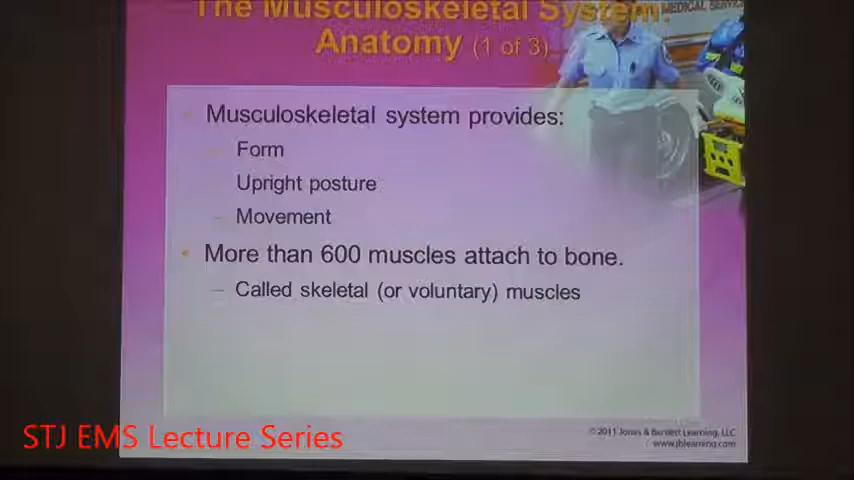 The Musculoskeletal System:
MEDICAL SERVICE
Anatomy (1 of 3)
Musculoskeletal system provides:
– Form
– Upright posture
– Movement
• More than 600 muscles attach to bone.
– Called skeletal (or voluntary) muscles
STJ EMS Lecture Series
© 2011 Jones & Bartlett Learning, LLC
www.jblearning.com